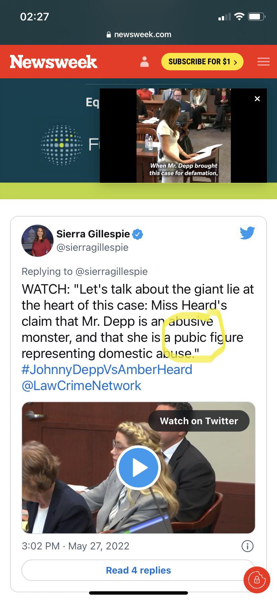 02:27
newsweek.com
Newsweek
SUBSCRIBE FOR $1 >
Eq
F
When Mr. Depp brought
this case for defamation,
Sierra Gillespie
@sierragillespie
Replying to @sierragillespie
WATCH: "Let's talk about the giant lie at
the heart of this case: Miss Heard's
claim that Mr. Depp is an abusive
monster, and that she is a pubic figure
representing domestic abuse."
#JohnnyDeppVsAmberHeard
@LawCrimeNetwork
Watch on Twitter
3:02 PM · May 27, 2022
Read 4 replies